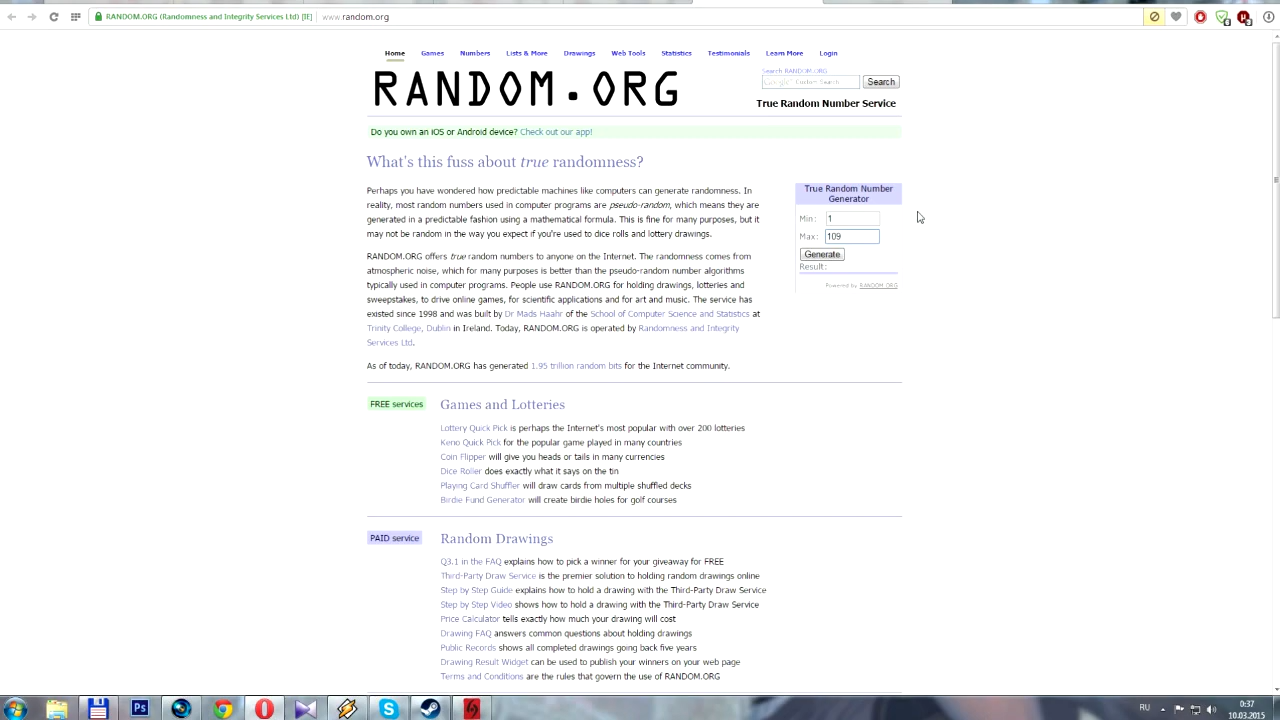 RANDOM.ORG (Randomness and Integrity Services Ltd) [IE] www.random.org
Home Games Numbers Lists & More Drawings Web Tools Statistics Testimonials Learn More Login
RANDOM.ORG
Search RANDOM.ORG
Custom Search Search
True Random Number Service
Do you own an iOS or Android device? Check out our app!
What's this fuss about true randomness?
Perhaps you have wondered how predictable machines like computers can generate randomness. In
reality, most random numbers used in computer programs are pseudo-random, which means they are
generated in a predictable fashion using a mathematical formula. This is fine for many purposes, but it
may not be random in the way you expect if you're used to dice rolls and lottery drawings.
RANDOM.ORG offers true random numbers to anyone on the Internet. The randomness comes from
atmospheric noise, which for many purposes is better than the pseudo-random number algorithms
typically used in computer programs. People use RANDOM.ORG for holding drawings, lotteries and
sweepstakes, to drive online games, for scientific applications and for art and music. The service has
existed since 1998 and was built by Dr Mads Haahr of the School of Computer Science and Statistics at
Trinity College, Dublin in Ireland. Today, RANDOM.ORG is operated by Randomness and Integrity
Services Ltd.
As of today, RANDOM.ORG has generated 1.95 trillion random bits for the Internet community.
True Random Number
Generator
Min: 1
Max: 109
Generate
Result:
Powered by RANDOM.ORG
FREE services
Games and Lotteries
Lottery Quick Pick is perhaps the Internet's most popular with over 200 lotteries
Keno Quick Pick for the popular game played in many countries
Coin Flipper will give you heads or tails in many currencies
Dice Roller does exactly what it says on the tin
Playing Card Shuffler will draw cards from multiple shuffled decks
Birdie Fund Generator will create birdie holes for golf courses
PAID service
Random Drawings
Q3.1 in the FAQ explains how to pick a winner for your giveaway for FREE
Third-Party Draw Service is the premier solution to holding random drawings online
Step by Step Guide explains how to hold a drawing with the Third-Party Draw Service
Step by Step Video shows how to hold a drawing with the Third-Party Draw Service
Price Calculator tells exactly how much your drawing will cost
Drawing FAQ answers common questions about holding drawings
Public Records shows all completed drawings going back five years
Drawing Result Widget can be used to publish your winners on your web page
Terms and Conditions are the rules that govern the use of RANDOM.ORG
Ps
RU
0:37
10.03.2015